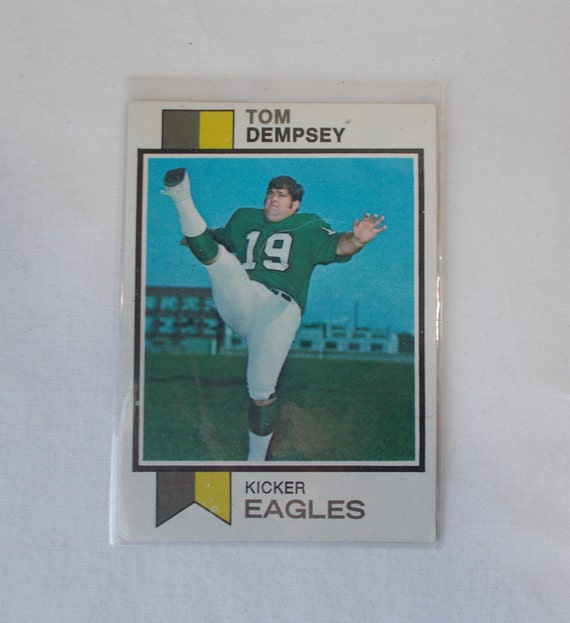 TOM
DEMPSEY
19
KICKER
EAGLES